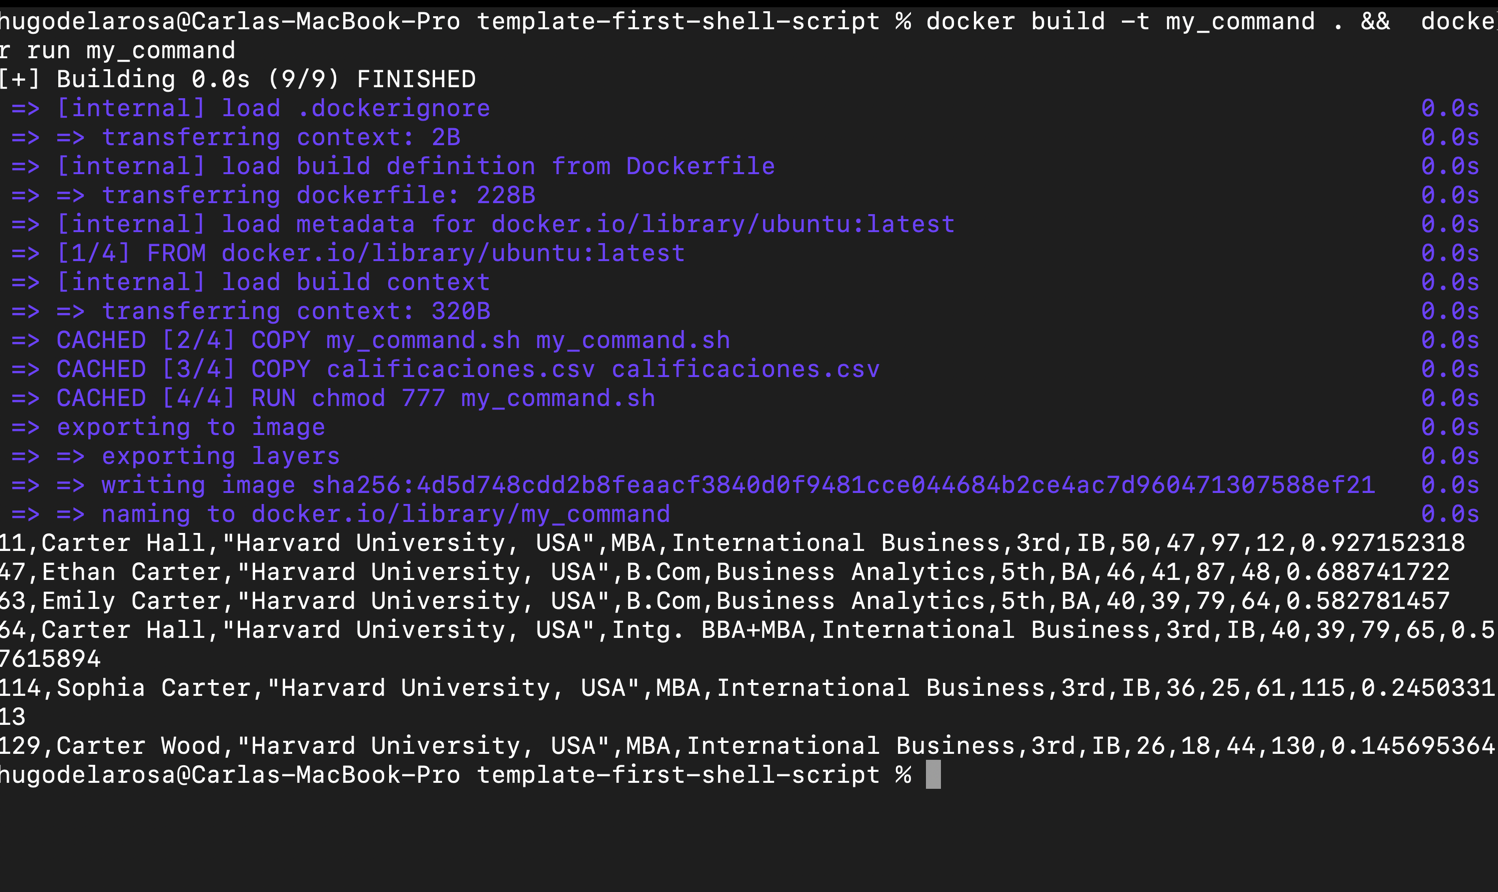 hugodelarosa@Carlas-MacBook-Pro template-first-shell-script % docker build -t my_command . &&  docke
r run my_command
[+] Building 0.0s (9/9) FINISHED
=> [internal] load .dockerignore 0.0s
=> => transferring context: 2B 0.0s
=> [internal] load build definition from Dockerfile 0.0s
=> => transferring dockerfile: 228B 0.0s
=> [internal] load metadata for docker.io/library/ubuntu:latest 0.0s
=> [1/4] FROM docker.io/library/ubuntu:latest 0.0s
=> [internal] load build context 0.0s
=> => transferring context: 320B 0.0s
=> CACHED [2/4] COPY my_command.sh my_command.sh 0.0s
=> CACHED [3/4] COPY calificaciones.csv calificaciones.csv 0.0s
=> CACHED [4/4] RUN chmod 777 my_command.sh 0.0s
=> exporting to image 0.0s
=> => exporting layers 0.0s
=> => writing image sha256:4d5d748cdd2b8feaacf3840d0f9481cce044684b2ce4ac7d960471307588ef21 0.0s
=> => naming to docker.io/library/my_command 0.0s
11,Carter Hall,"Harvard University, USA",MBA,International Business,3rd,IB,50,47,97,12,0.927152318
47,Ethan Carter,"Harvard University, USA",B.Com,Business Analytics,5th,BA,46,41,87,48,0.688741722
63,Emily Carter,"Harvard University, USA",B.Com,Business Analytics,5th,BA,40,39,79,64,0.582781457
64,Carter Hall,"Harvard University, USA",Intg. BBA+MBA,International Business,3rd,IB,40,39,79,65,0.5
7615894
114,Sophia Carter,"Harvard University, USA",MBA,International Business,3rd,IB,36,25,61,115,0.2450331
13
129,Carter Wood,"Harvard University, USA",MBA,International Business,3rd,IB,26,18,44,130,0.145695364
hugodelarosa@Carlas-MacBook-Pro template-first-shell-script %